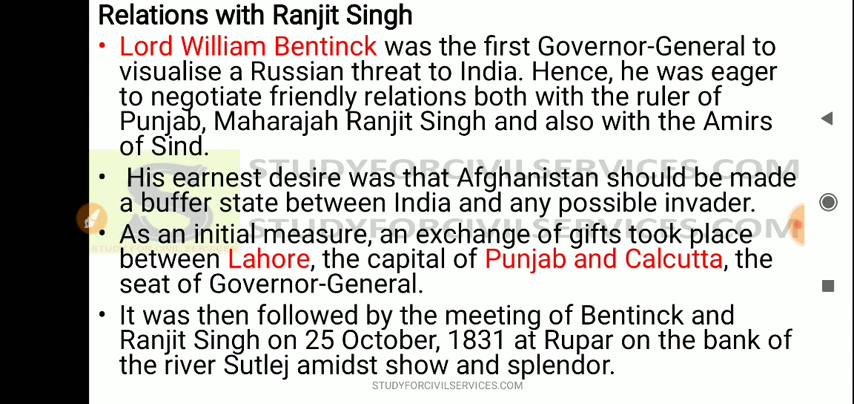 Relations with Ranjit Singh
• Lord William Bentinck was the first Governor-General to
visualise a Russian threat to India. Hence, he was eager
to negotiate friendly relations both with the ruler of
Punjab, Maharajah Ranjit Singh and also with the Amirs
of Sind.
STUDYFORCIVILSERVICES.COM
• His earnest desire was that Afghanistan should be made
a buffer state between India and any possible invader.
STUDYFORCIVILSERVICES.COM
• As an initial measure, an exchange of gifts took place
STUDY FOR CIVIL SERVICES
between Lahore, the capital of Punjab and Calcutta, the
seat of Governor-General.
• It was then followed by the meeting of Bentinck and
Ranjit Singh on 25 October, 1831 at Rupar on the bank of
the river Sutlej amidst show and splendor.
STUDYFORCIVILSERVICES.COM